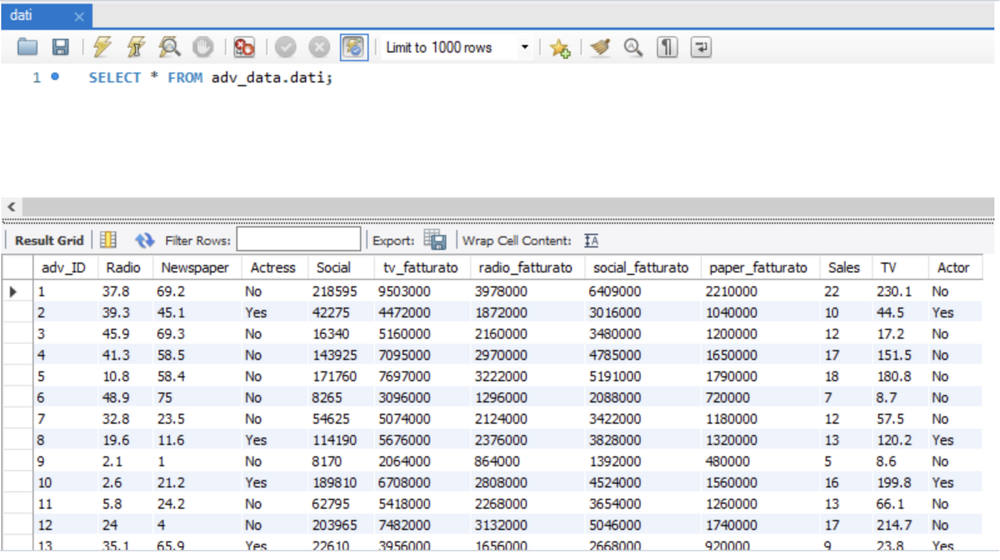 dati
Limit to 1000 rows
1 SELECT * FROM adv_data.dati;
Result Grid Filter Rows: Export: Wrap Cell Content: IA
adv_ID Radio Newspaper Actress Social tv_fatturato radio_fatturato social_fatturato paper_fatturato Sales TV Actor
1 37.8 69.2 No 218595 9503000 3978000 6409000 2210000 22 230.1 No
2 39.3 45.1 Yes 42275 4472000 1872000 3016000 1040000 10 44.5 Yes
3 45.9 69.3 No 16340 5160000 2160000 3480000 1200000 12 17.2 No
4 41.3 58.5 No 143925 7095000 2970000 4785000 1650000 17 151.5 No
5 10.8 58.4 No 171760 7697000 3222000 5191000 1790000 18 180.8 No
6 48.9 75 No 8265 3096000 1296000 2088000 720000 7 8.7 No
7 32.8 23.5 No 54625 5074000 2124000 3422000 1180000 12 57.5 No
8 19.6 11.6 Yes 114190 5676000 2376000 3828000 1320000 13 120.2 Yes
9 2.1 1 No 8170 2064000 864000 1392000 480000 5 8.6 No
10 2.6 21.2 Yes 189810 6708000 2808000 4524000 1560000 16 199.8 Yes
11 5.8 24.2 No 62795 5418000 2268000 3654000 1260000 13 66.1 No
12 24 4 No 203965 7482000 3132000 5046000 1740000 17 214.7 No
13 35.1 65.9 Yes 22610 3956000 1656000 2668000 920000 9 23.8 Yes